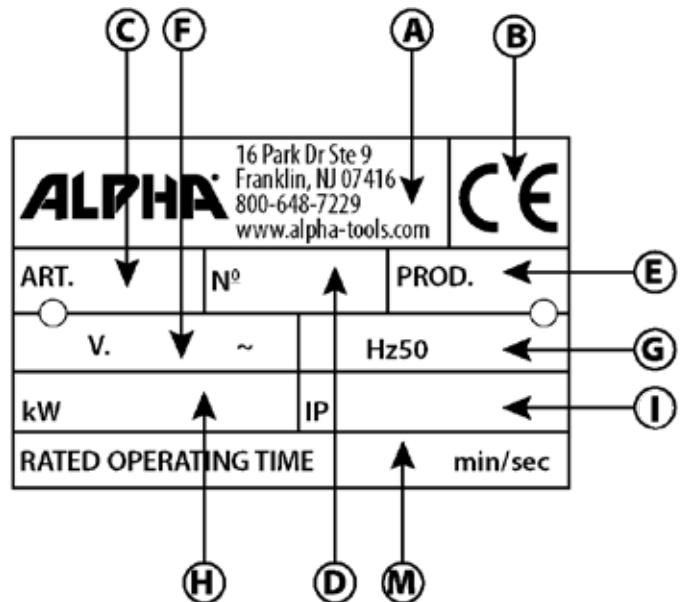 C F A B
ALPHA
16 Park Dr Ste 9
Franklin, NJ 07416
800-648-7229
www.alpha-tools.com
CE
ART. Nº PROD. E
V. ~ Hz50 G
kW IP I
RATED OPERATING TIME min/sec
H D M